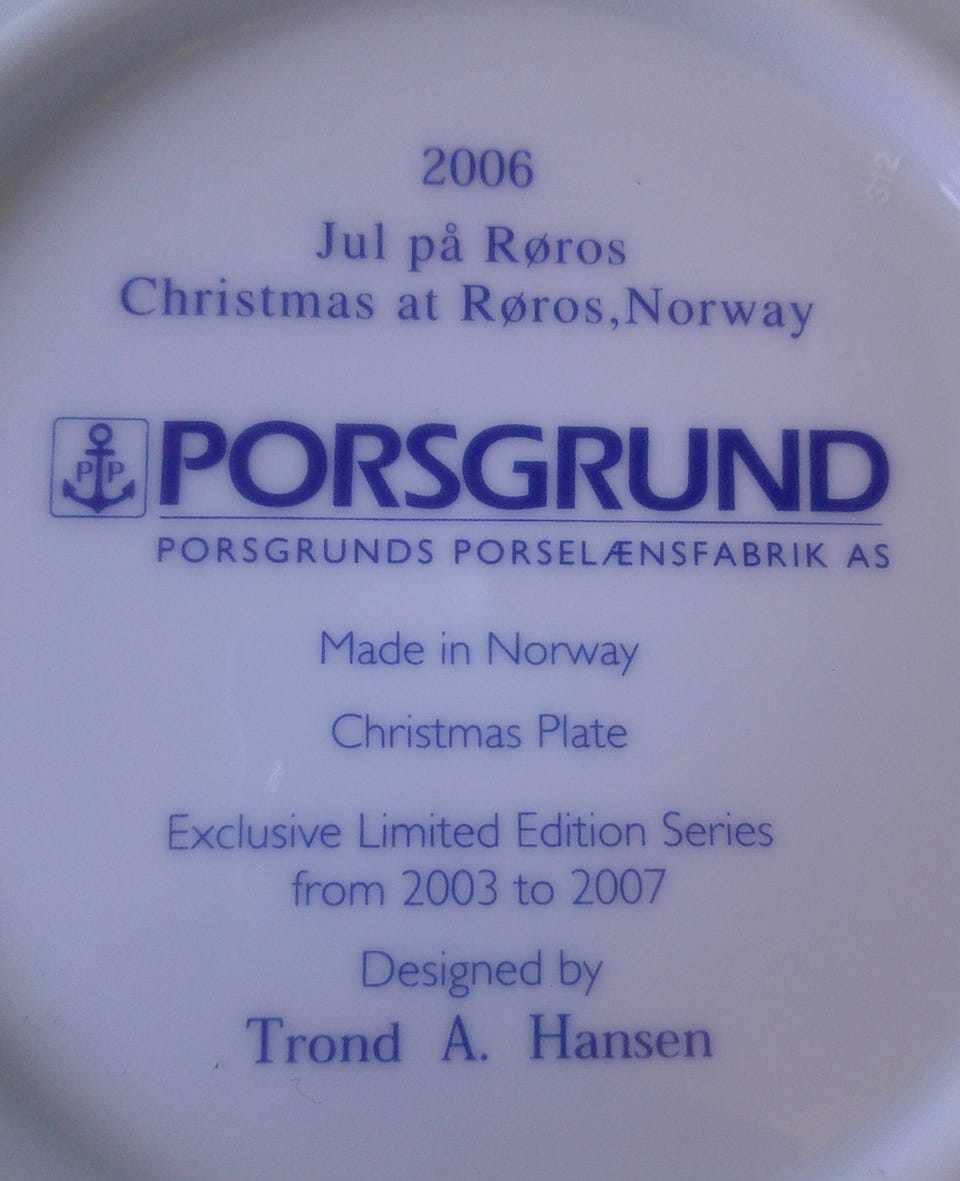 2006
Jul på Røros
Christmas at Røros,Norway
P P
PORSGRUND
PORSGRUNDS PORSELÆNSFABRIK AS
Made in Norway
Christmas Plate
Exclusive Limited Edition Series
from 2003 to 2007
Designed by
Trond A. Hansen